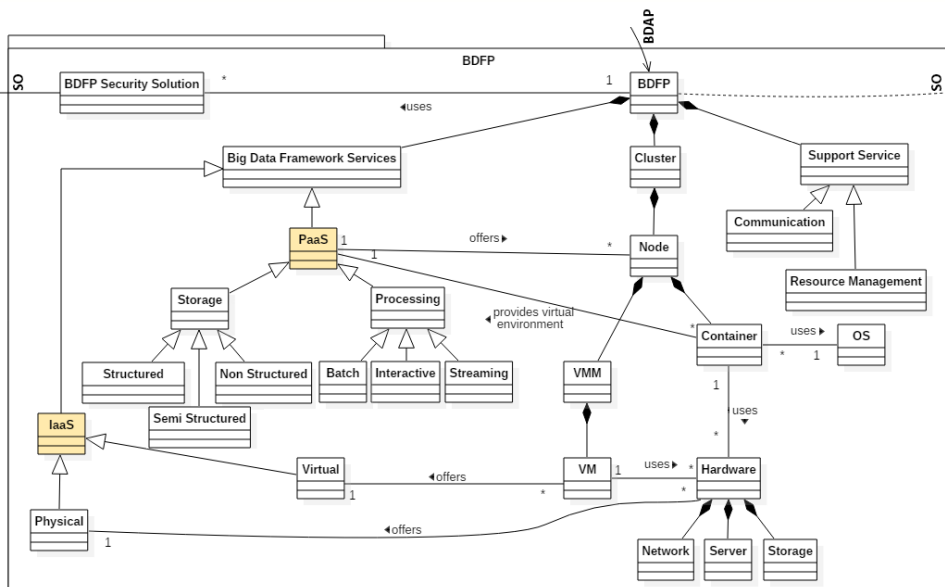 BDAP
BDFP
SO
SO
BDFP Security Solution
*
1
BDFP
◀uses
Big Data Framework Services
Cluster
Support Service
Communication
PaaS
1
1
offers▶
*
Node
Resource Management
Storage
Processing
◀provides virtual
environment
*
Container
uses ▶
*
1
OS
Structured
Non Structured
Batch
Interactive
Streaming
VMM
1
Semi Structured
IaaS
uses
▼
*
Virtual
1
◀offers
*
VM
1
uses ▶
*
*
Hardware
Physical
1
◀offers
Network
Server
Storage